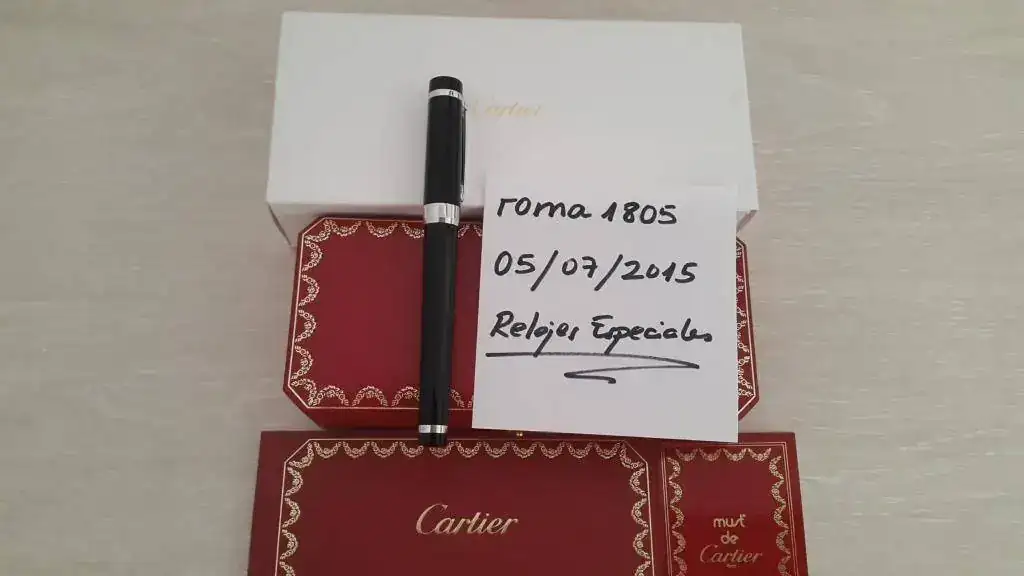 Cartier
roma 1805
05/07/2015
Relojes Especiales
Cartier
must
de
Cartier